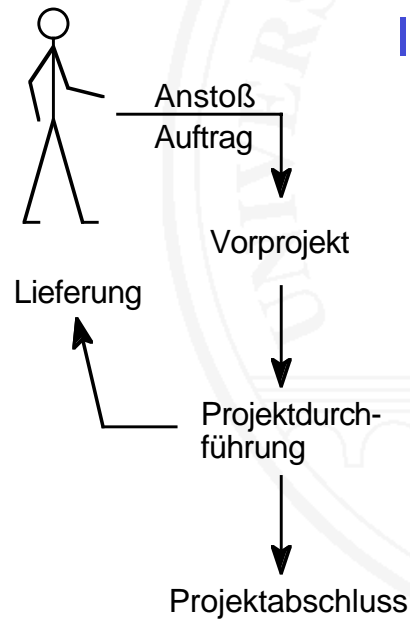 Anstoß
Auftrag
Vorprojekt
Lieferung
Projektdurch-
führung
Projektabschluss